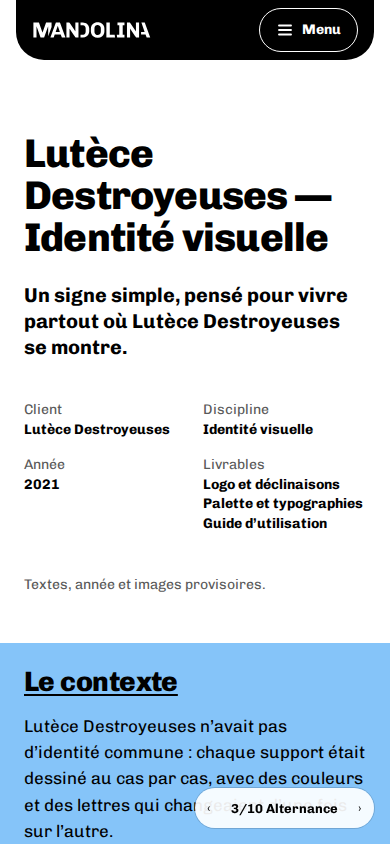 MANDOLINA
Menu
Lutèce
Destroyeuses —
Identité visuelle
Un signe simple, pensé pour vivre
partout où Lutèce Destroyeuses
se montre.
Client
Lutèce Destroyeuses
Discipline
Identité visuelle
Année
2021
Livrables
Logo et déclinaisons
Palette et typographies
Guide d’utilisation
Textes, année et images provisoires.
Le contexte
Lutèce Destroyeuses n’avait pas
d’identité commune : chaque support était
dessiné au cas par cas, avec des couleurs
et des lettres qui
sur l’autre.
‹ 3/10 Alternance ›